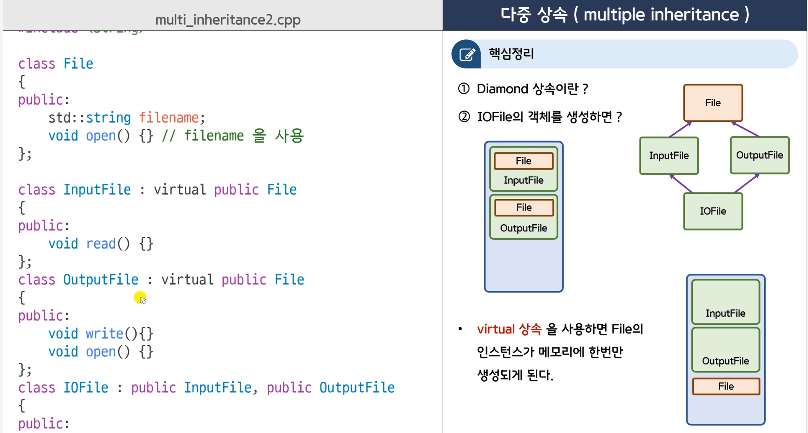 multi_inheritance2.cpp
#include <string>
class File
{
public:
std::string filename;
void open() {} // filename 을 사용
};
class InputFile : virtual public File
{
public:
void read() {}
};
class OutputFile : virtual public File
{
public:
void write(){}
void open() {}
};
class IOFile : public InputFile, public OutputFile
{
public:
다중 상속 ( multiple inheritance )
핵심정리
① Diamond 상속이란 ?
② IOFile의 객체를 생성하면 ?
File
InputFile
OutputFile
IOFile
File
InputFile
File
OutputFile
• virtual 상속 을 사용하면 File의
인스턴스가 메모리에 한번만
생성되게 된다.
InputFile
OutputFile
File